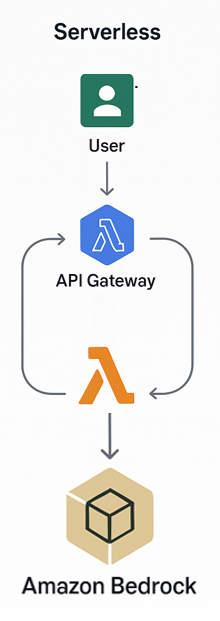 Serverless
User
API Gateway
Amazon Bedrock